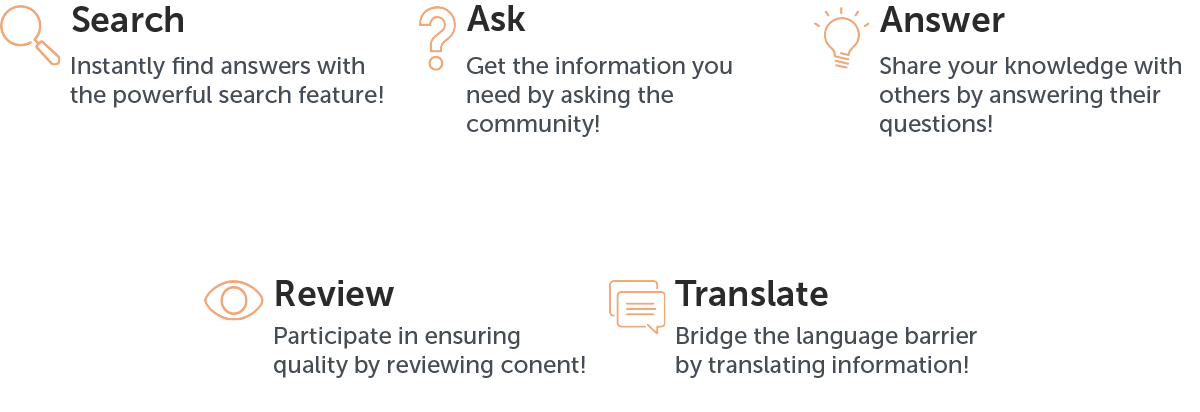 Search
Instantly find answers with
the powerful search feature!
Ask
Get the information you
need by asking the
community!
Answer
Share your knowledge with
others by answering their
questions!
Review
Participate in ensuring
quality by reviewing conent!
Translate
Bridge the language barrier
by translating information!